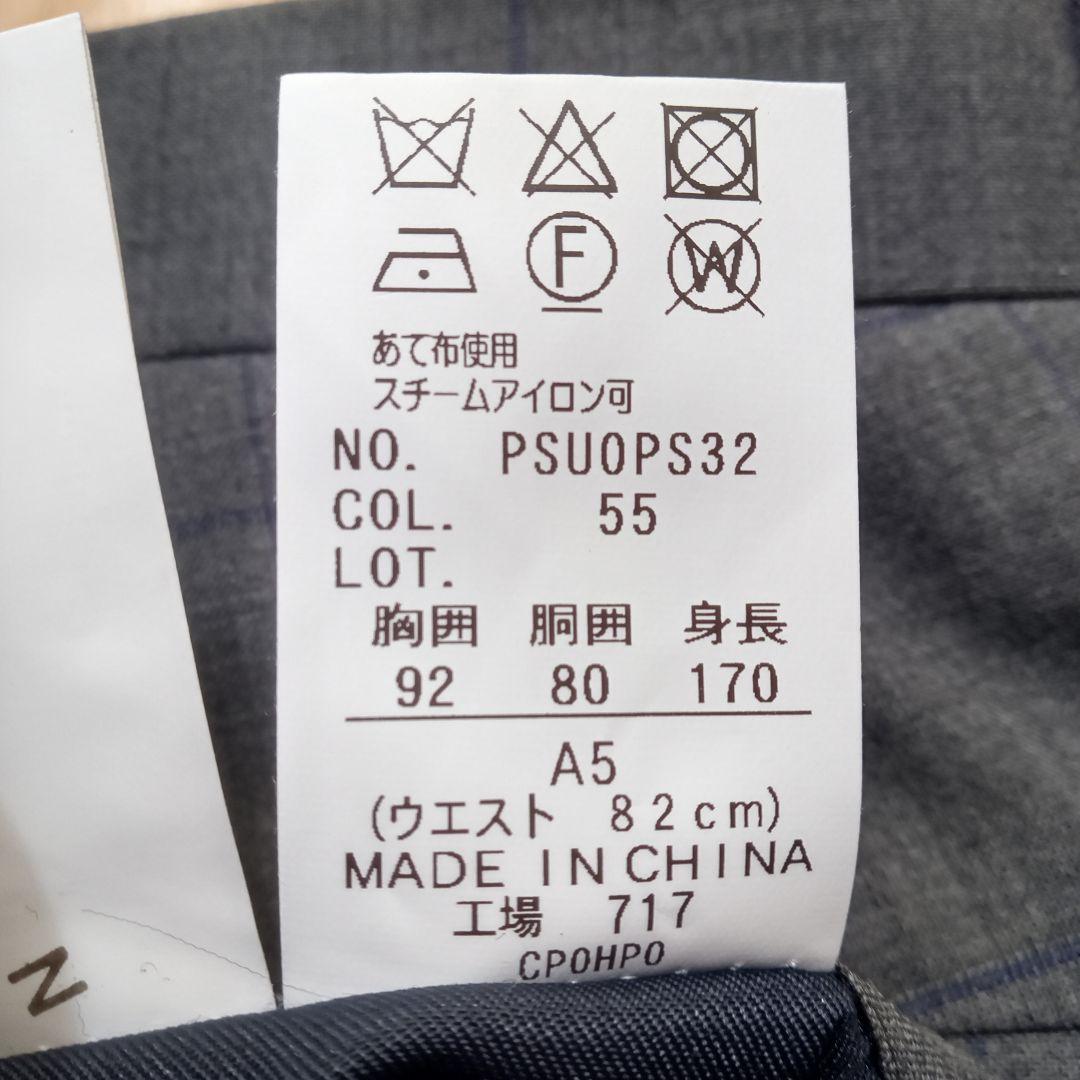 F W
あて布使用
スチームアイロン可
NO. PSU0PS32
COL. 55
LOT.
胸囲 胴囲 身長
92 80 170
A5
(ウエスト 82cm)
MADE IN CHINA
工場 717
CP0HP0
N